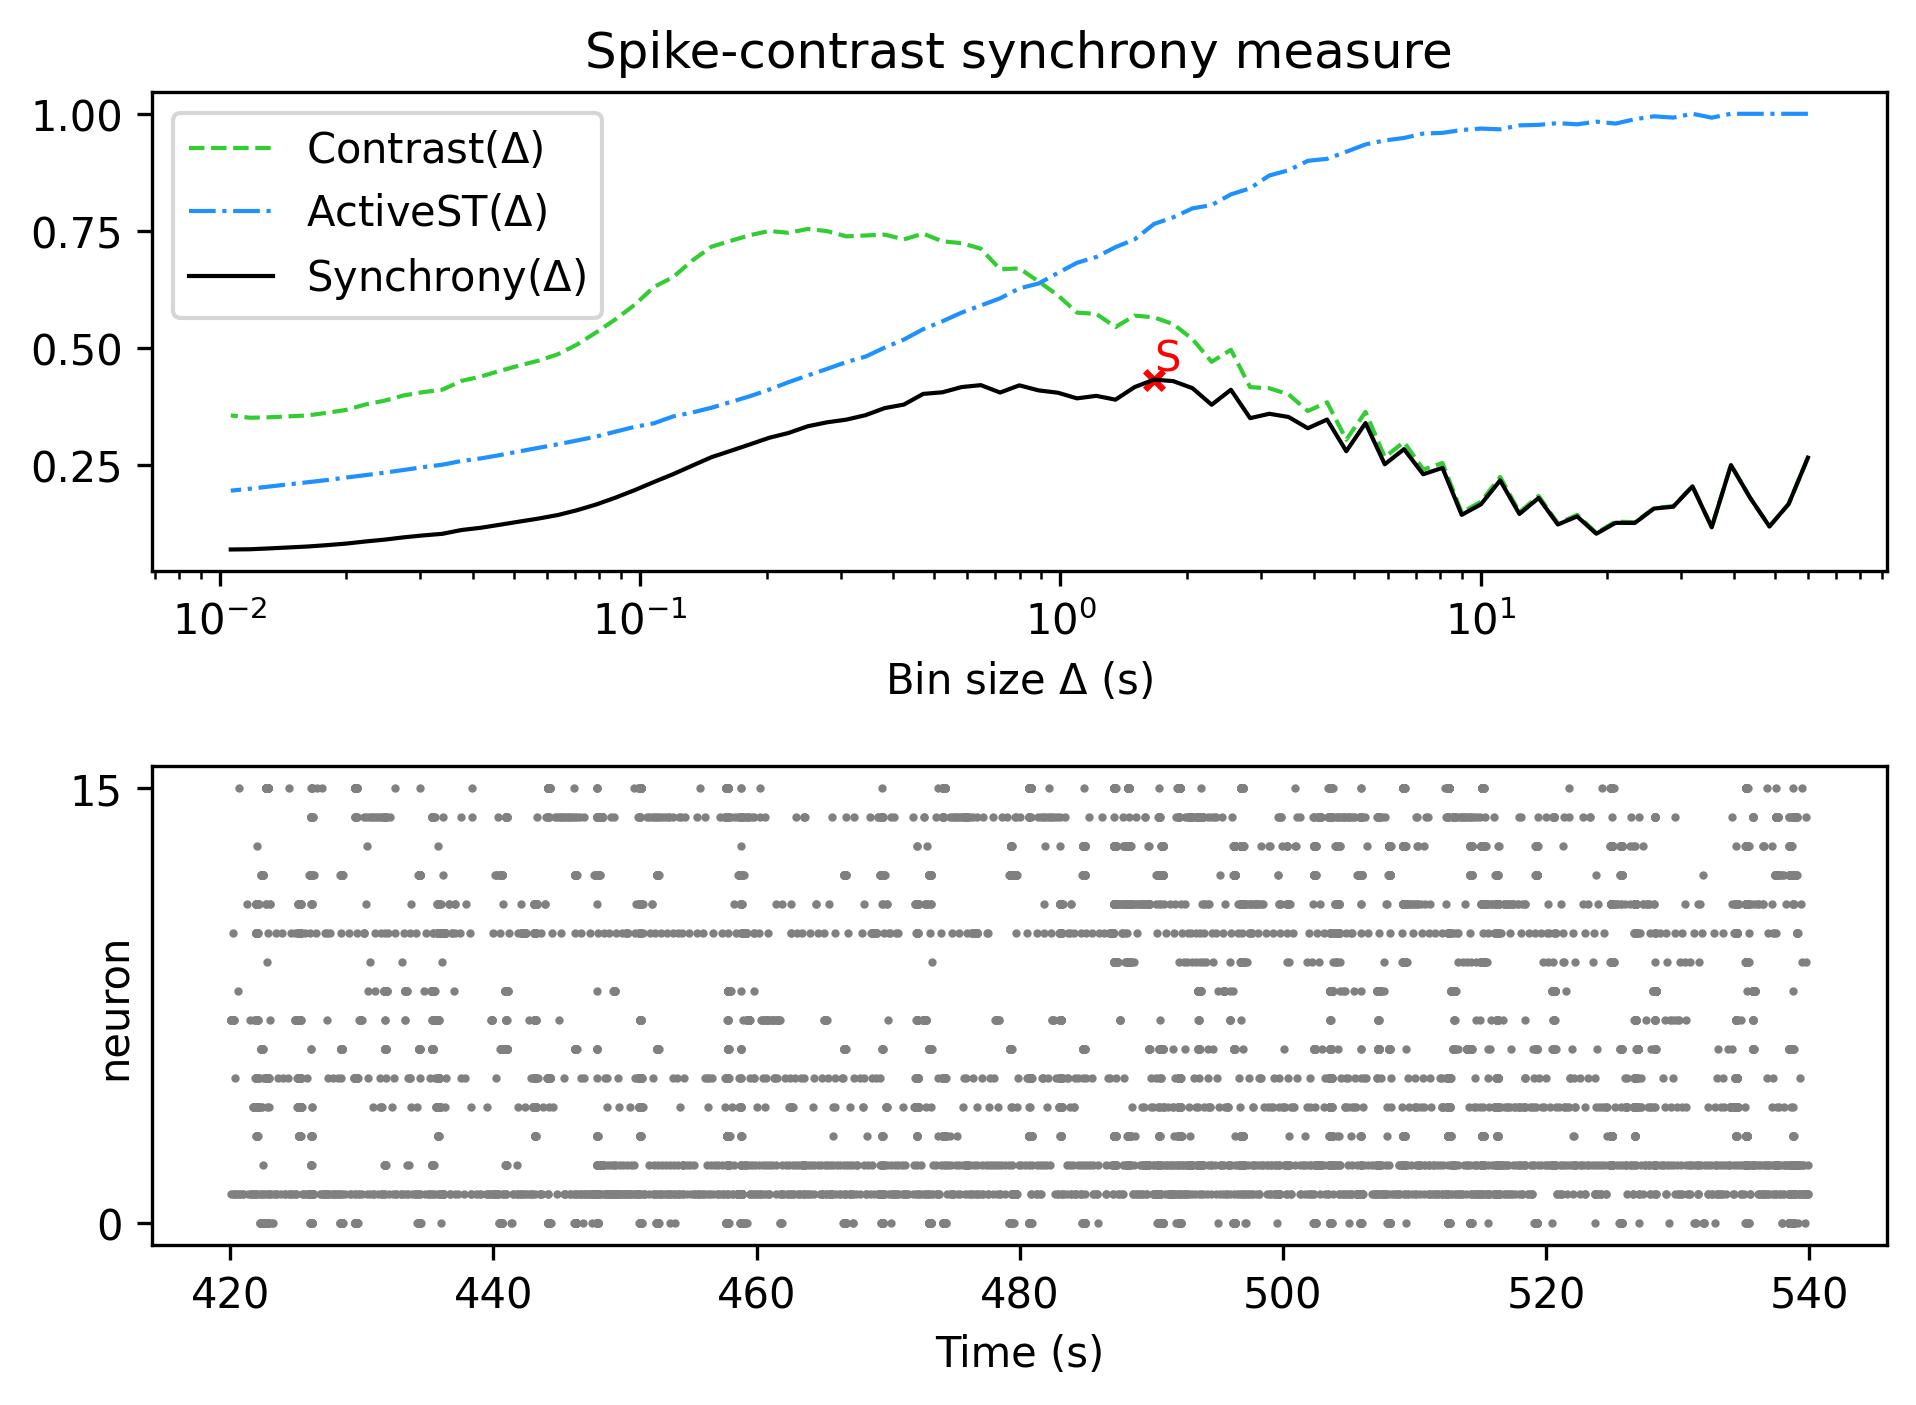 Spike-contrast synchrony measure
1.00
0.75
0.50
0.25
Contrast(Δ)
ActiveST(Δ)
Synchrony(Δ)
S
10⁻² 10⁻¹ 10⁰ 10¹
Bin size Δ (s)
15
0
neuron
420 440 460 480 500 520 540
Time (s)